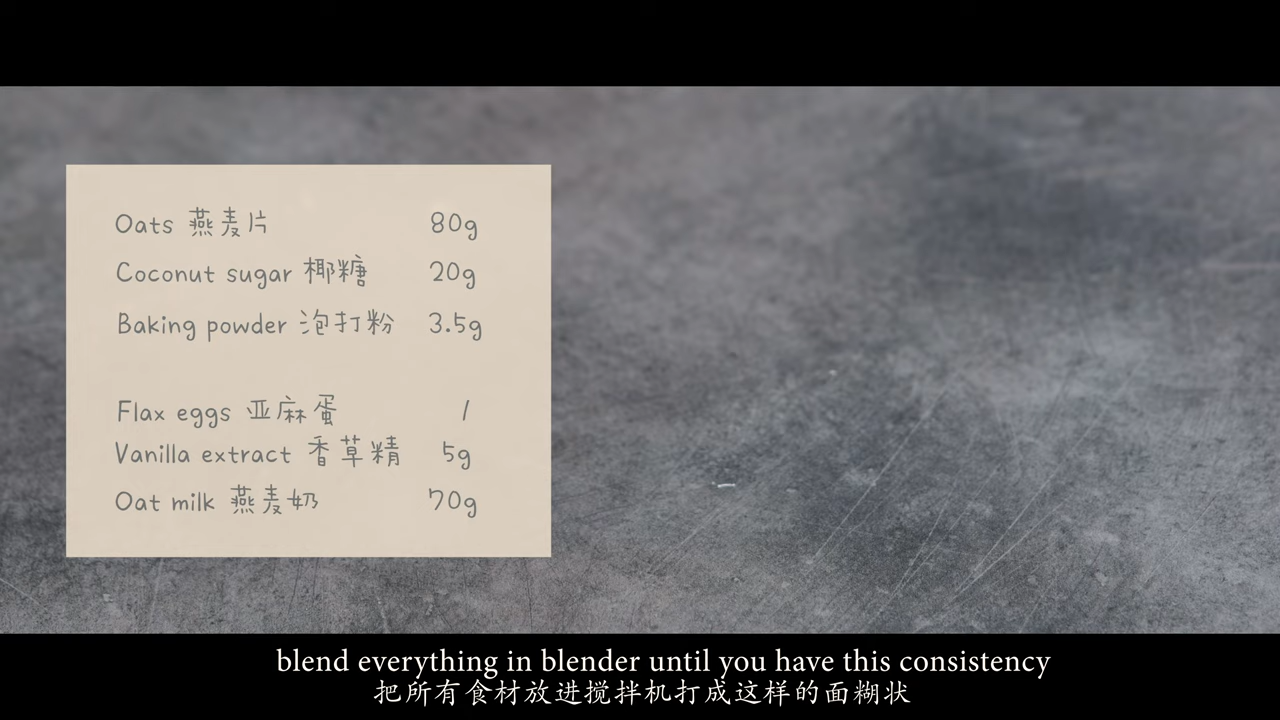 Oats 燕麦片 80g
Coconut sugar 椰糖 20g
Baking powder 泡打粉 3.5g
Flax eggs 亚麻蛋 1
Vanilla extract 香草精 5g
Oat milk 燕麦奶 70g
blend everything in blender until you have this consistency
把所有食材放进搅拌机打成这样的面糊状